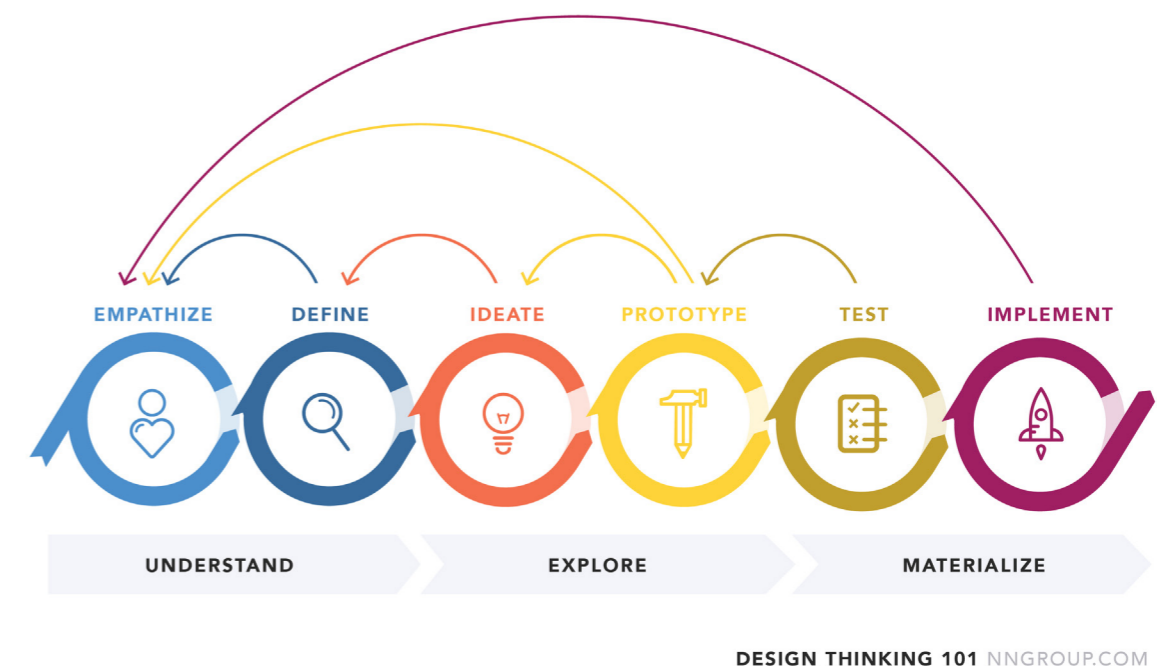 EMPATHIZE DEFINE IDEATE PROTOTYPE TEST IMPLEMENT
UNDERSTAND EXPLORE MATERIALIZE
DESIGN THINKING 101 NNGROUP.COM